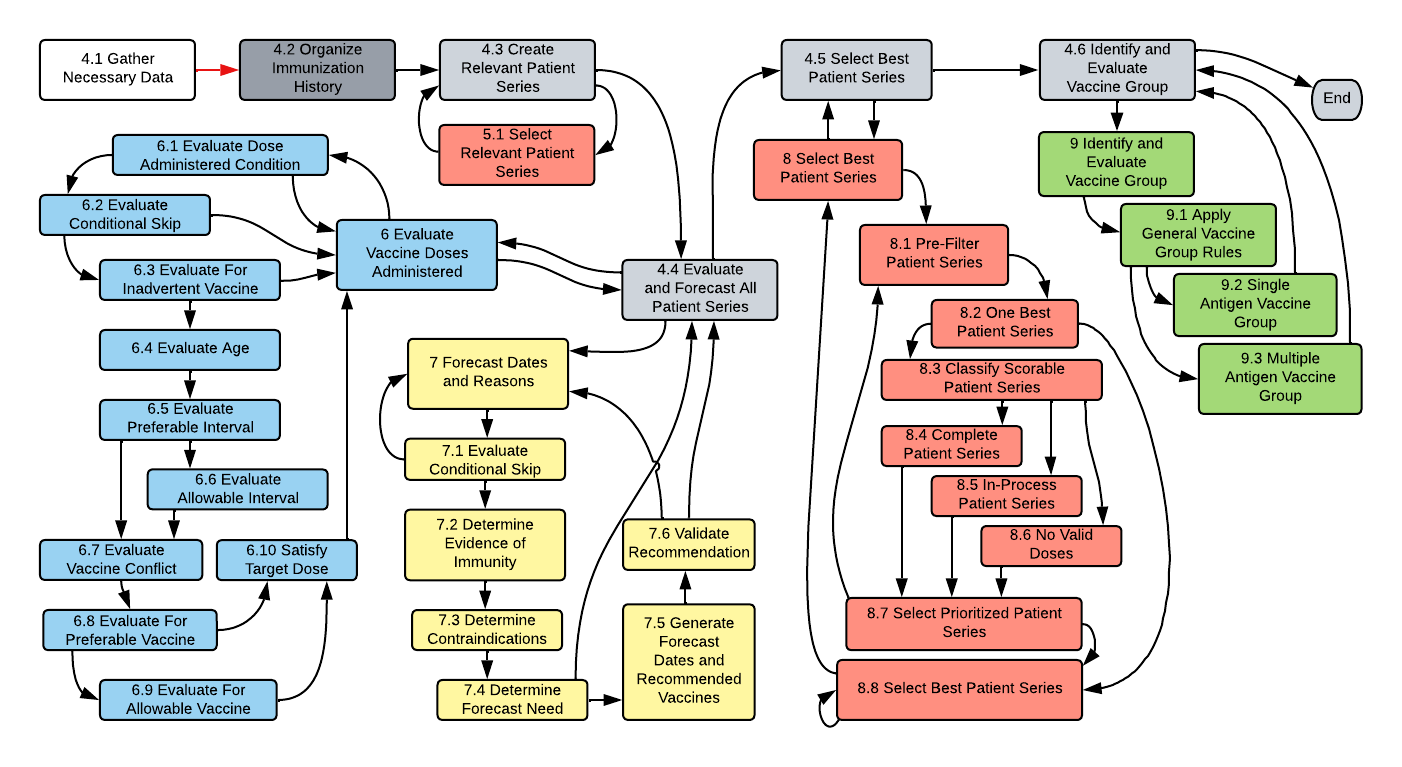 4.1 Gather
Necessary Data
4.2 Organize
Immunization
History
4.3 Create
Relevant Patient
Series
5.1 Select
Relevant Patient
Series
4.5 Select Best
Patient Series
4.6 Identify and
Evaluate
Vaccine Group
End
6.1 Evaluate Dose
Administered Condition
6.2 Evaluate
Conditional Skip
6.3 Evaluate For
Inadvertent Vaccine
6.4 Evaluate Age
6.5 Evaluate
Preferable Interval
6.6 Evaluate
Allowable Interval
6.7 Evaluate
Vaccine Conflict
6.10 Satisfy
Target Dose
6.8 Evaluate For
Preferable Vaccine
6.9 Evaluate For
Allowable Vaccine
6 Evaluate
Vaccine Doses
Administered
4.4 Evaluate
and Forecast All
Patient Series
7 Forecast Dates
and Reasons
7.1 Evaluate
Conditional Skip
7.2 Determine
Evidence of
Immunity
7.3 Determine
Contraindications
7.4 Determine
Forecast Need
7.6 Validate
Recommendation
7.5 Generate
Forecast
Dates and
Recommended
Vaccines
8 Select Best
Patient Series
8.1 Pre-Filter
Patient Series
8.2 One Best
Patient Series
8.3 Classify Scorable
Patient Series
8.4 Complete
Patient Series
8.5 In-Process
Patient Series
8.6 No Valid
Doses
8.7 Select Prioritized Patient
Series
8.8 Select Best Patient Series
9 Identify and
Evaluate
Vaccine Group
9.1 Apply
General Vaccine
Group Rules
9.2 Single
Antigen Vaccine
Group
9.3 Multiple
Antigen Vaccine
Group